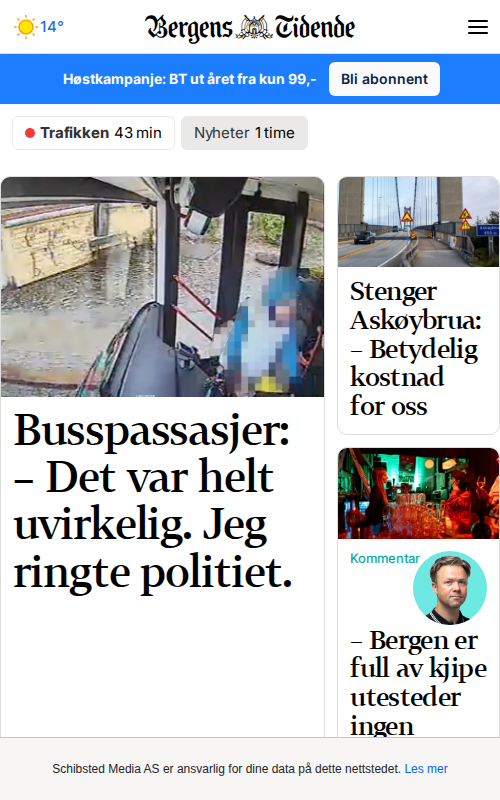 14°
Bergens Tidende
Høstkampanje: BT ut året fra kun 99,-
Bli abonnent
Trafikken 43 min
Nyheter 1 time
Busspassasjer:
– Det var helt
uvirkelig. Jeg
ringte politiet.
Stenger
Askøybrua:
– Betydelig
kostnad
for oss
Kommentar
– Bergen er
full av kjipe
utesteder
ingen
Schibsted Media AS er ansvarlig for dine data på dette nettstedet. Les mer